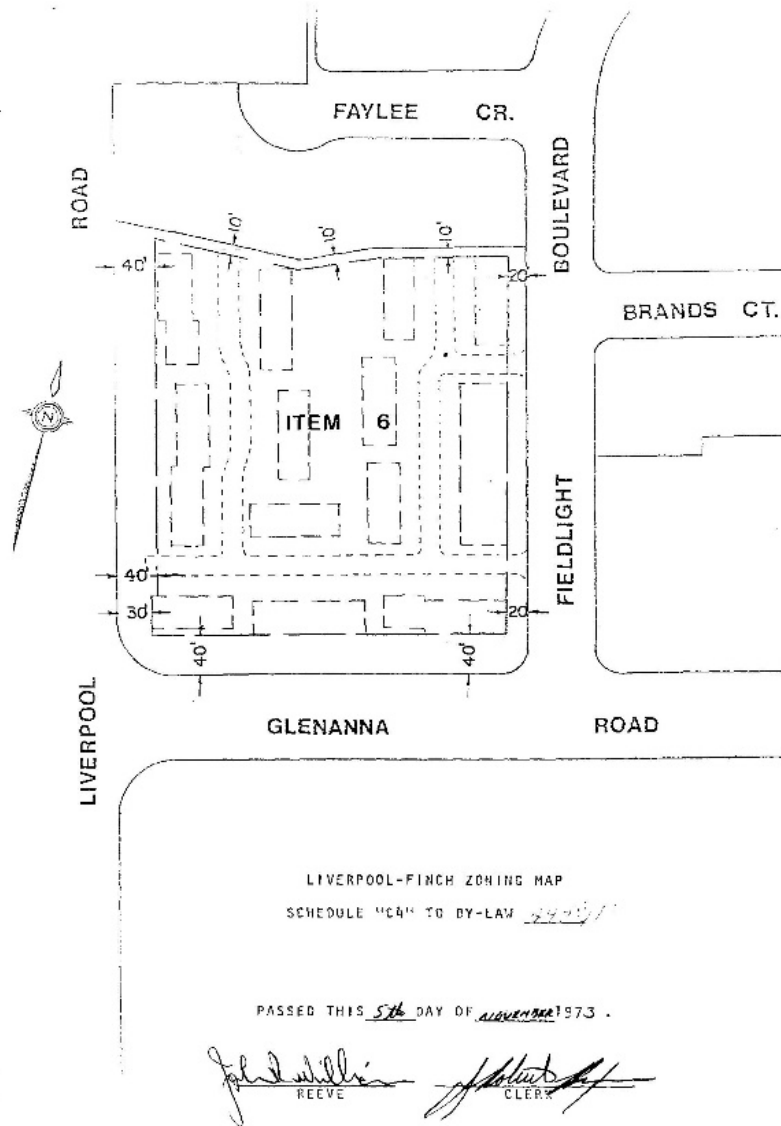 FAYLEE CR.
ROAD
BOULEVARD
10'
10'
10'
40'
20'
BRANDS CT.
N
ITEM 6
FIELDLIGHT
40'
30'
20'
40'
40'
LIVERPOOL
GLENANNA ROAD
LIVERPOOL-FINCH ZONING MAP
SCHEDULE "C4" TO BY-LAW
PASSED THIS 5th DAY OF NOVEMBER 1973.
REEVE CLERK